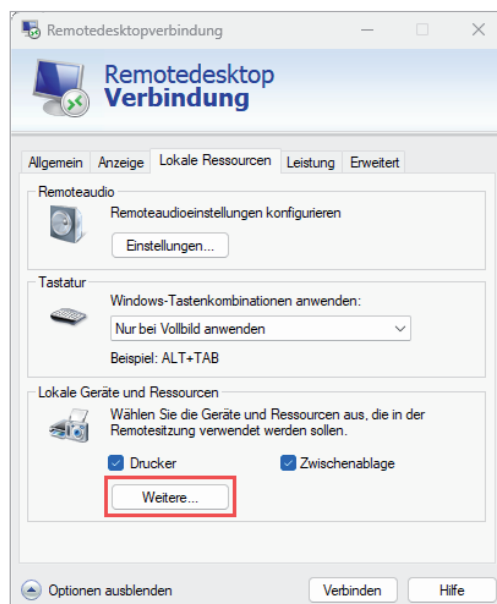 Remotedesktopverbindung
Remotedesktop
Verbindung
Allgemein Anzeige Lokale Ressourcen Leistung Erweitert
Remoteaudio
Remoteaudioeinstellungen konfigurieren
Einstellungen...
Tastatur
Windows-Tastenkombinationen anwenden:
Nur bei Vollbild anwenden
Beispiel: ALT+TAB
Lokale Geräte und Ressourcen
Wählen Sie die Geräte und Ressourcen aus, die in der
Remotesitzung verwendet werden sollen.
Drucker Zwischenablage
Weitere...
Optionen ausblenden Verbinden Hilfe